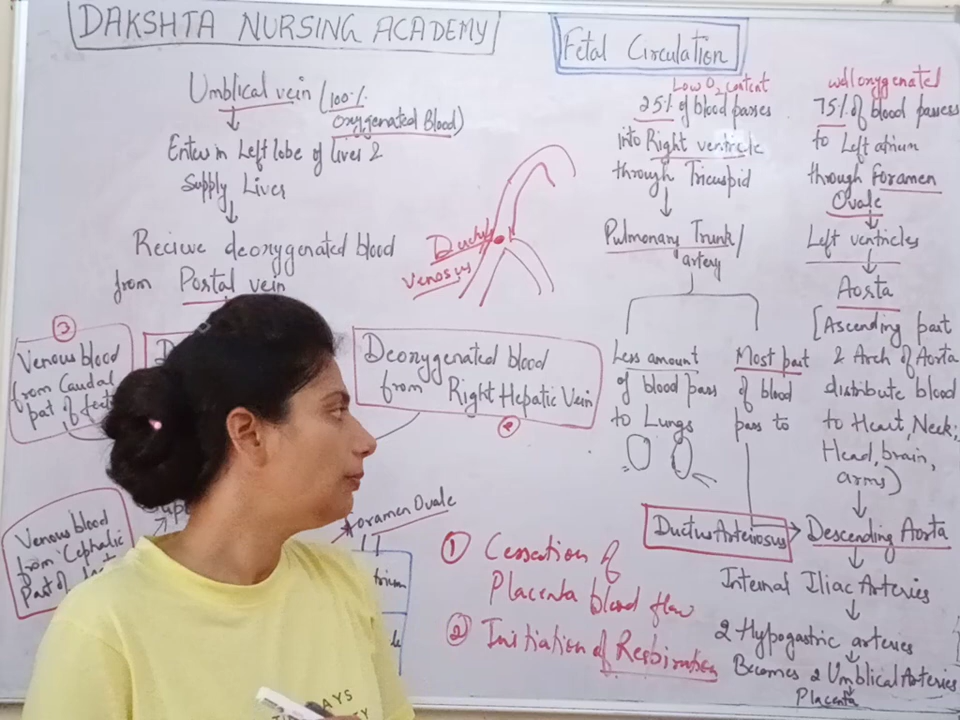 DAKSHTA NURSING ACADEMY
Fetal Circulation
Umblical vein (100%
oxygenated Blood)
Enter in Left lobe of Liver &
Supply Liver
Recieve deoxygenated blood
from Portal vein
Ductus
Venosus
③
Venous blood
from Caudal
part of
Deoxygenated blood
from Right Hepatic Vein
②
Venous blood
from Cephalic
Part of
Foramen Ovale
① Cessation of
Placenta blood flow
② Initiation of Respiration
Low O2 content
25% of blood passes
into Right ventricle
through Tricuspid
Pulmonary Trunk/
artery
Less amount
of blood pass
to Lungs
Most part
of blood
pass to
Ductus Arteriosus
well oxygenated
75% of blood passes
to Left atrium
through Foramen
Ovale
Left ventricles
Aorta
[Ascending part
& Arch of Aorta
distribute blood
to Heart, Neck,
Head, brain,
arms)
Descending Aorta
Internal Iliac Arteries
2 Hypogastric arteries
Becomes 2 Umblical Arteries
Placenta